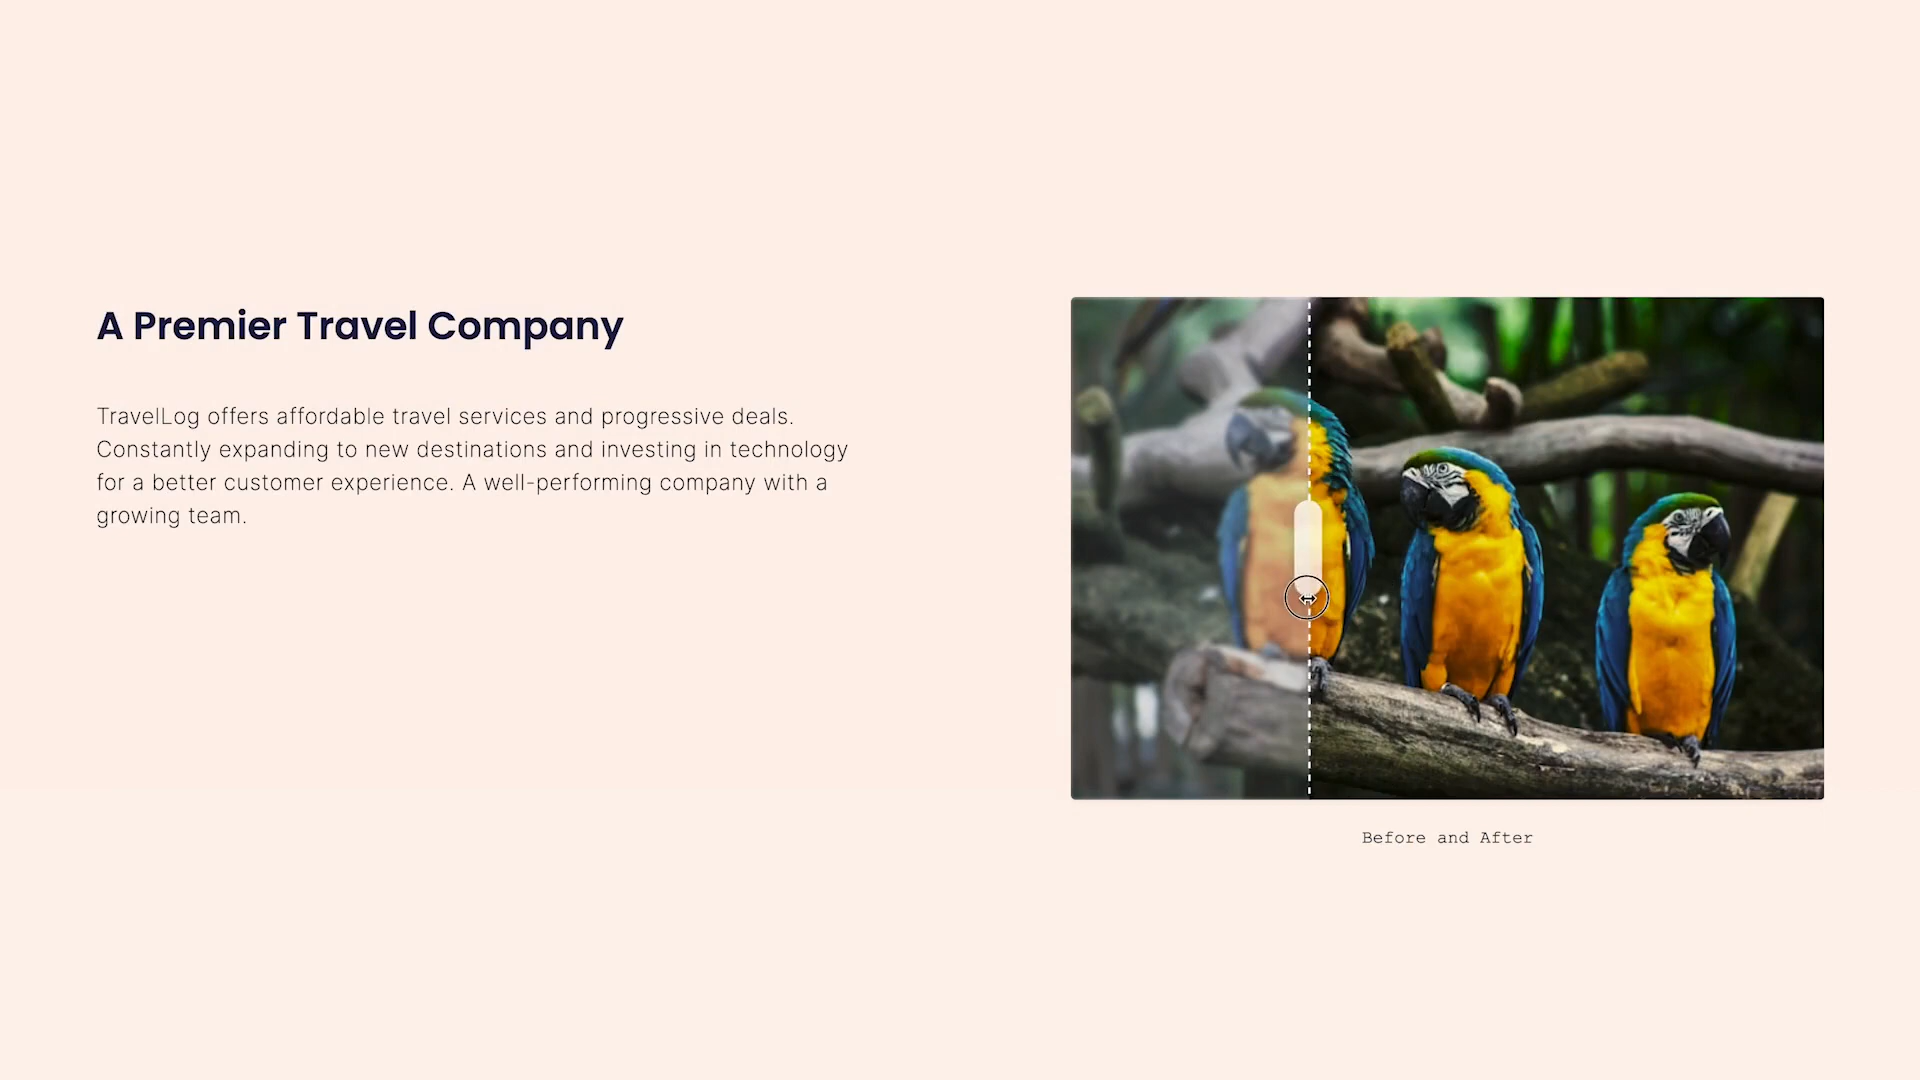 A Premier Travel Company
TravelLog offers affordable travel services and progressive deals.
Constantly expanding to new destinations and investing in technology
for a better customer experience. A well-performing company with a
growing team.
Before and After